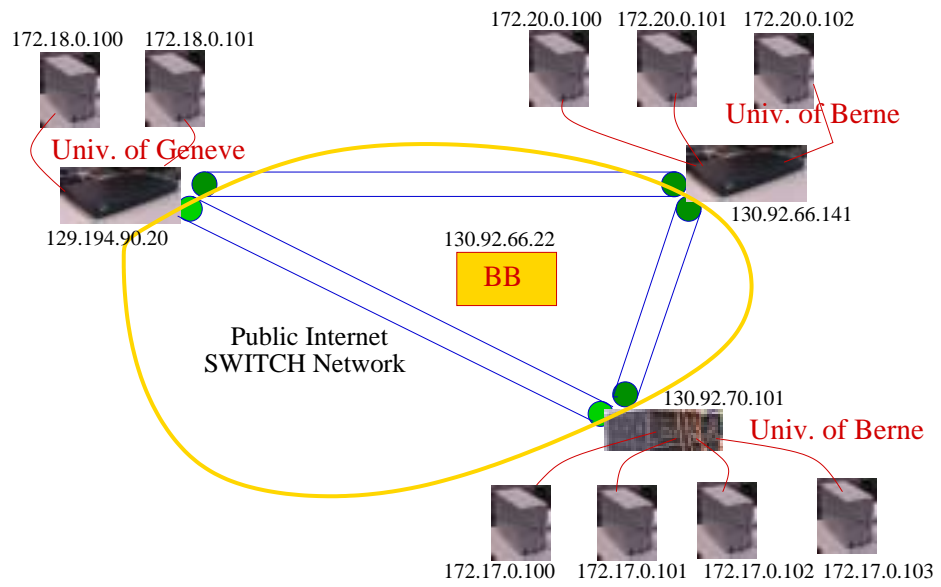 172.20.0.100
172.20.0.101
172.20.0.102
172.18.0.100
172.18.0.101
Univ. of Berne
Univ. of Geneve
130.92.66.141
129.194.90.20
130.92.66.22
BB
Public Internet
SWITCH Network
130.92.70.101
Univ. of Berne
172.17.0.100
172.17.0.101
172.17.0.102
172.17.0.103